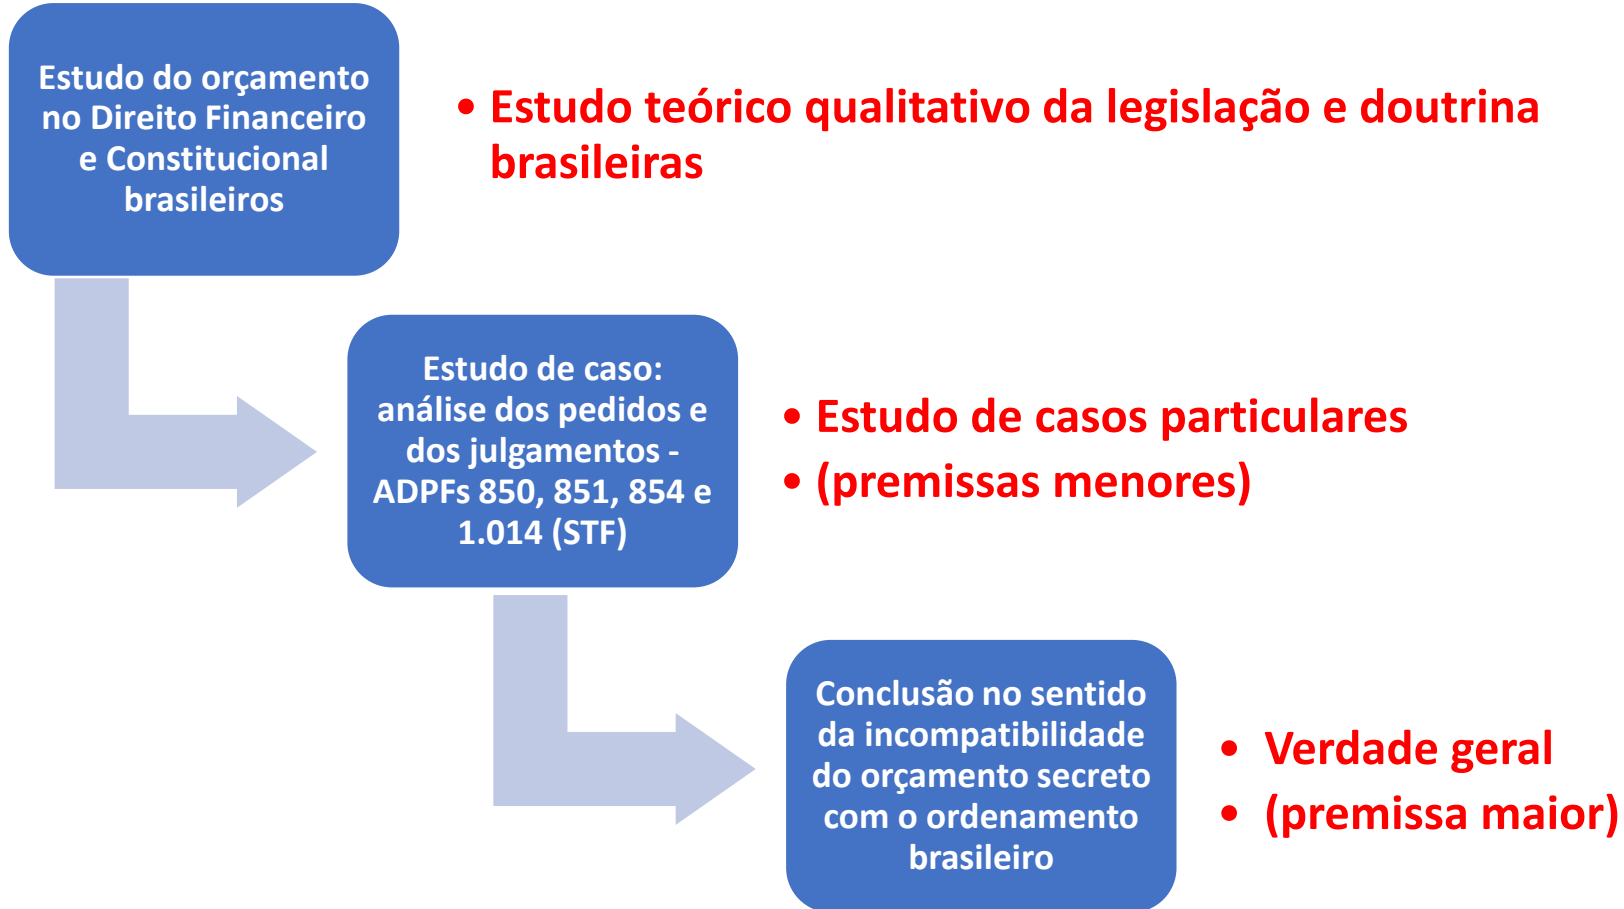 Estudo do orçamento
no Direito Financeiro
e Constitucional
brasileiros
• Estudo teórico qualitativo da legislação e doutrina
brasileiras
Estudo de caso:
análise dos pedidos e
dos julgamentos -
ADPFs 850, 851, 854 e
1.014 (STF)
• Estudo de casos particulares
• (premissas menores)
Conclusão no sentido
da incompatibilidade
do orçamento secreto
com o ordenamento
brasileiro
• Verdade geral
• (premissa maior)